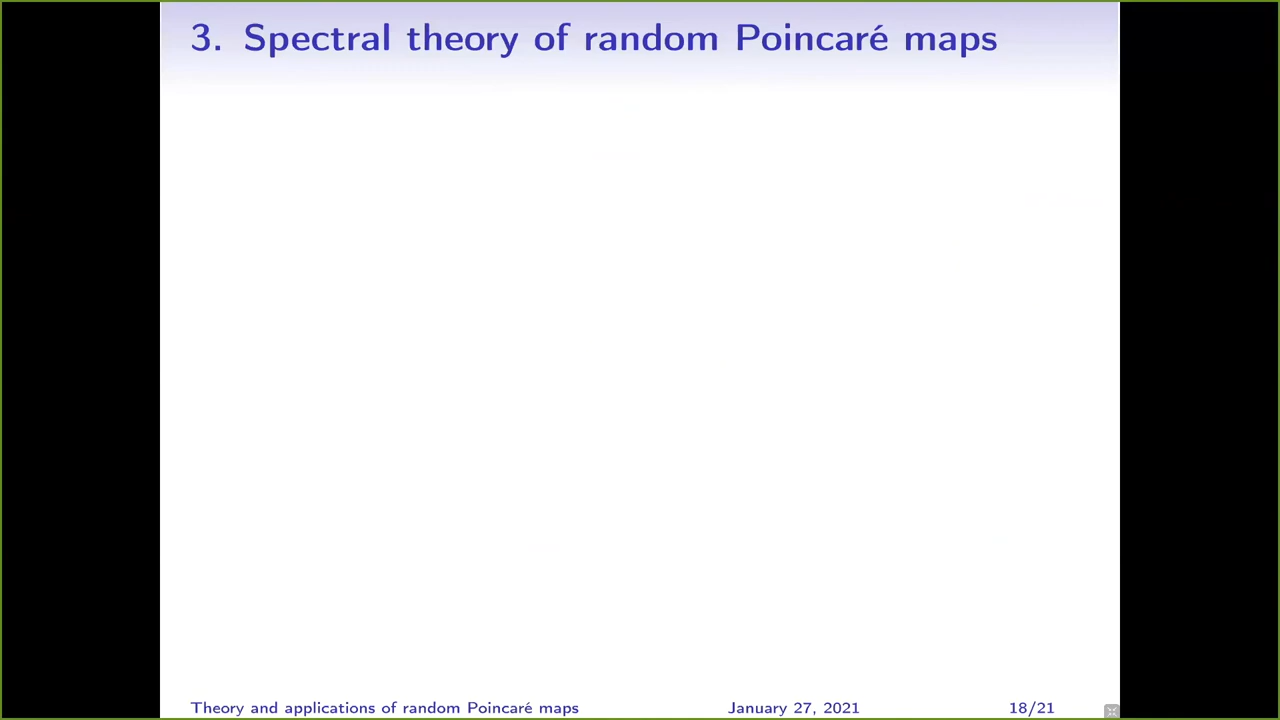 3. Spectral theory of random Poincaré maps
Theory and applications of random Poincaré maps January 27, 2021 18/21